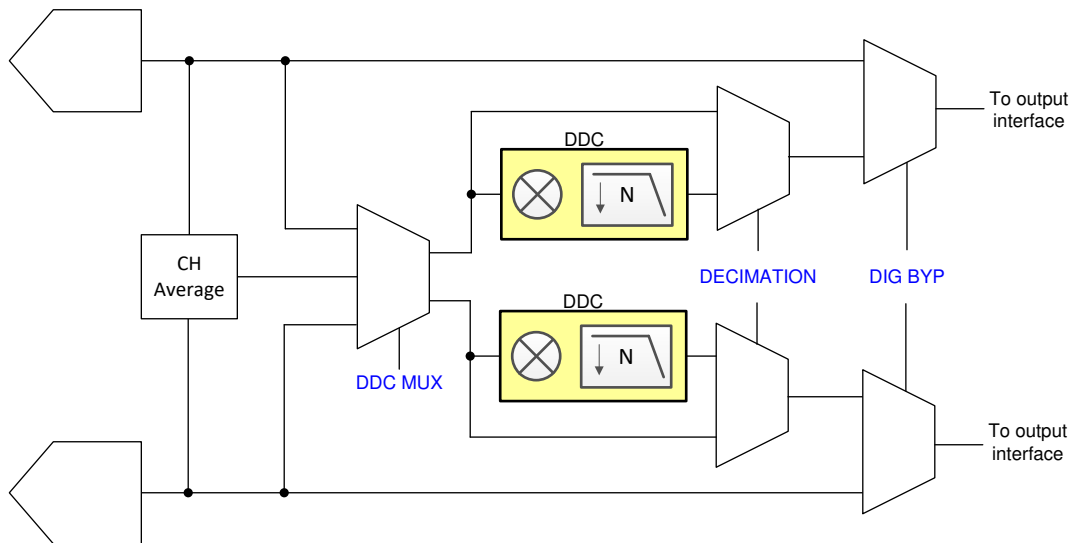 To output
interface
DDC
N
CH
Average
DECIMATION
DIG BYP
DDC
N
DDC MUX
To output
interface